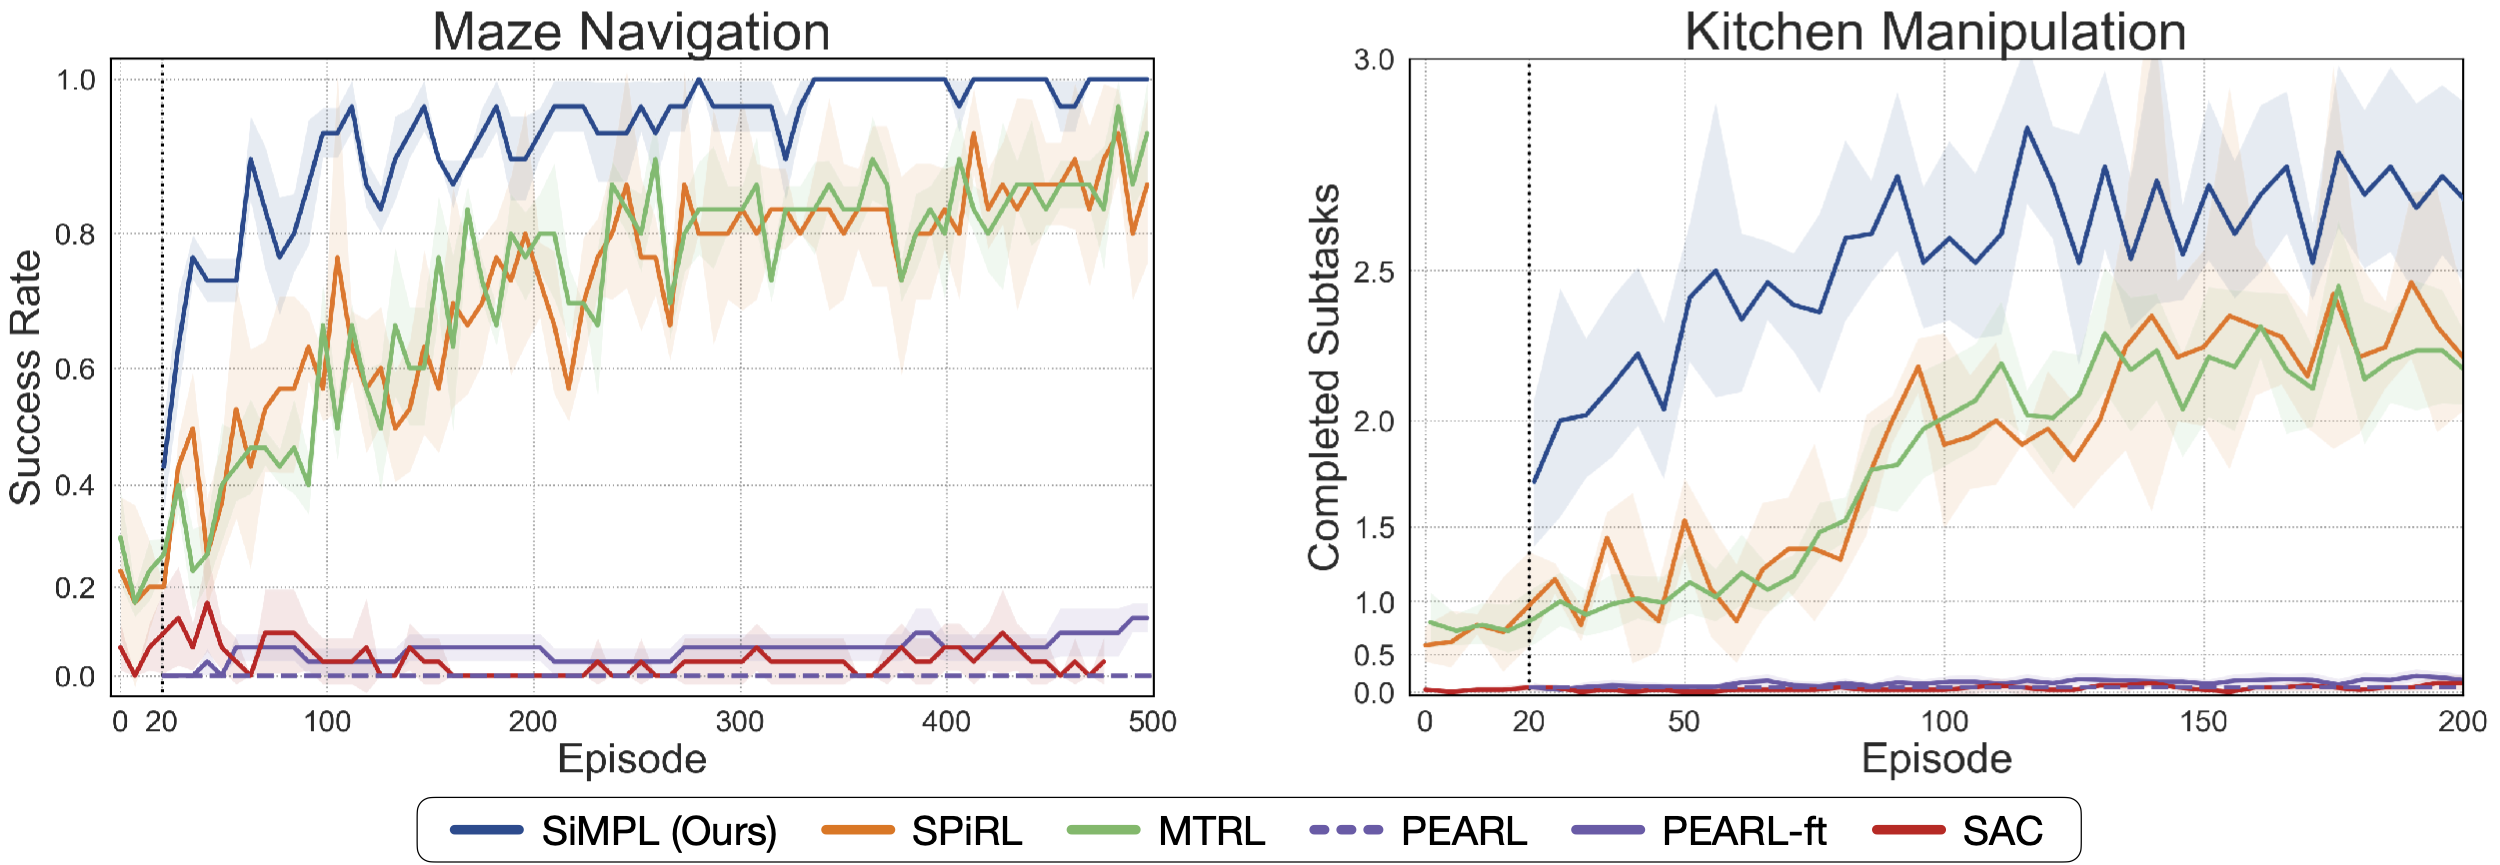 Maze Navigation
Success Rate
1.0
0.8
0.6
0.4
0.2
0.0
0 20 100 200 300 400 500
Episode
Kitchen Manipulation
Completed Subtasks
3.0
2.5
2.0
1.5
1.0
0.5
0.0
0 20 50 100 150 200
Episode
SiMPL (Ours) SPiRL MTRL PEARL PEARL-ft SAC